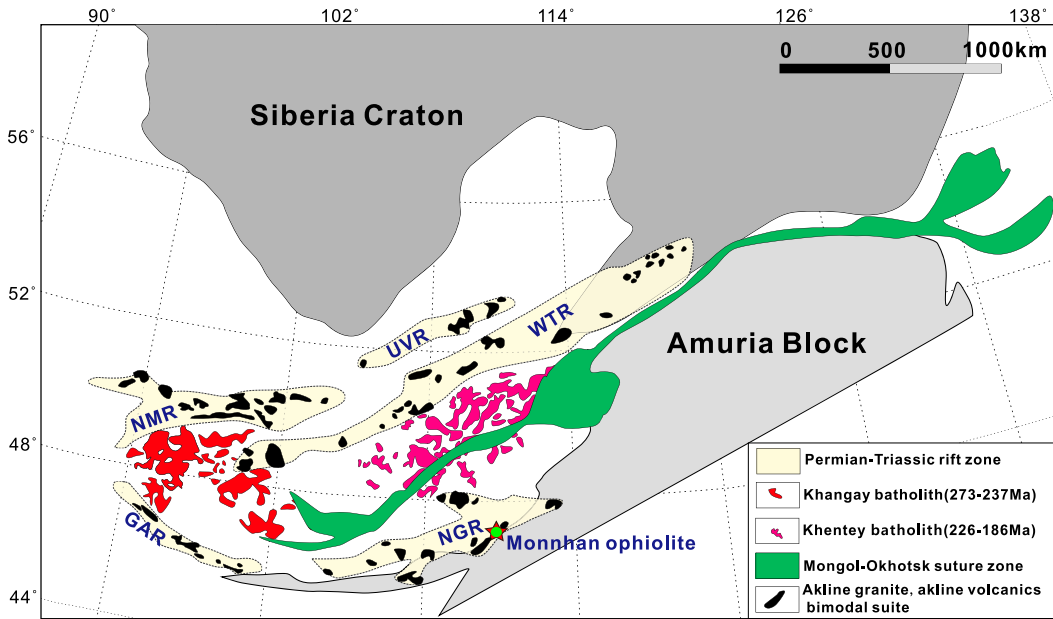 90° 102° 114° 126° 138°
0 500 1000km
Siberia Craton
56°
52°
WTR
UVR
Amuria Block
NMR
48°
Permian-Triassic rift zone
Khangay batholith(273-237Ma)
GAR
NGR
Monnhan ophiolite
Khentey batholith(226-186Ma)
Mongol-Okhotsk suture zone
Akline granite, akline volcanics
bimodal suite
44°